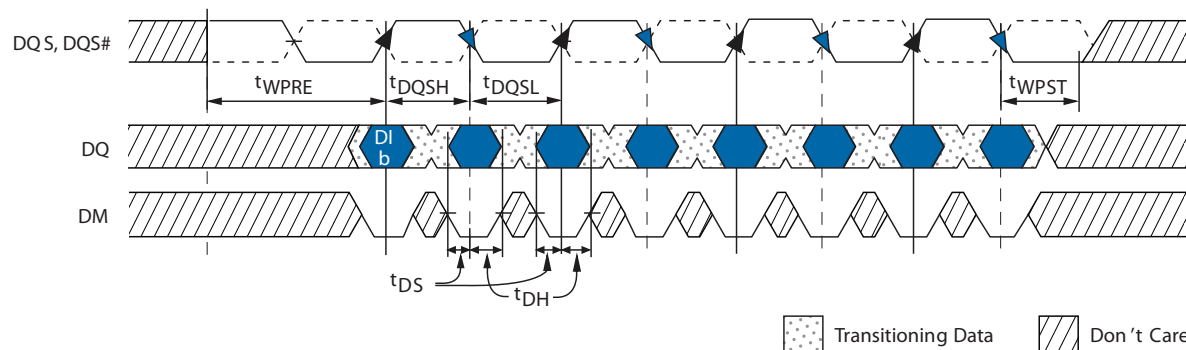 DQS, DQS#
tWPRE
tDQSH
tDQSL
tWPST
DQ
DI
b
DM
tDS
tDH
Transitioning Data
Don't Care